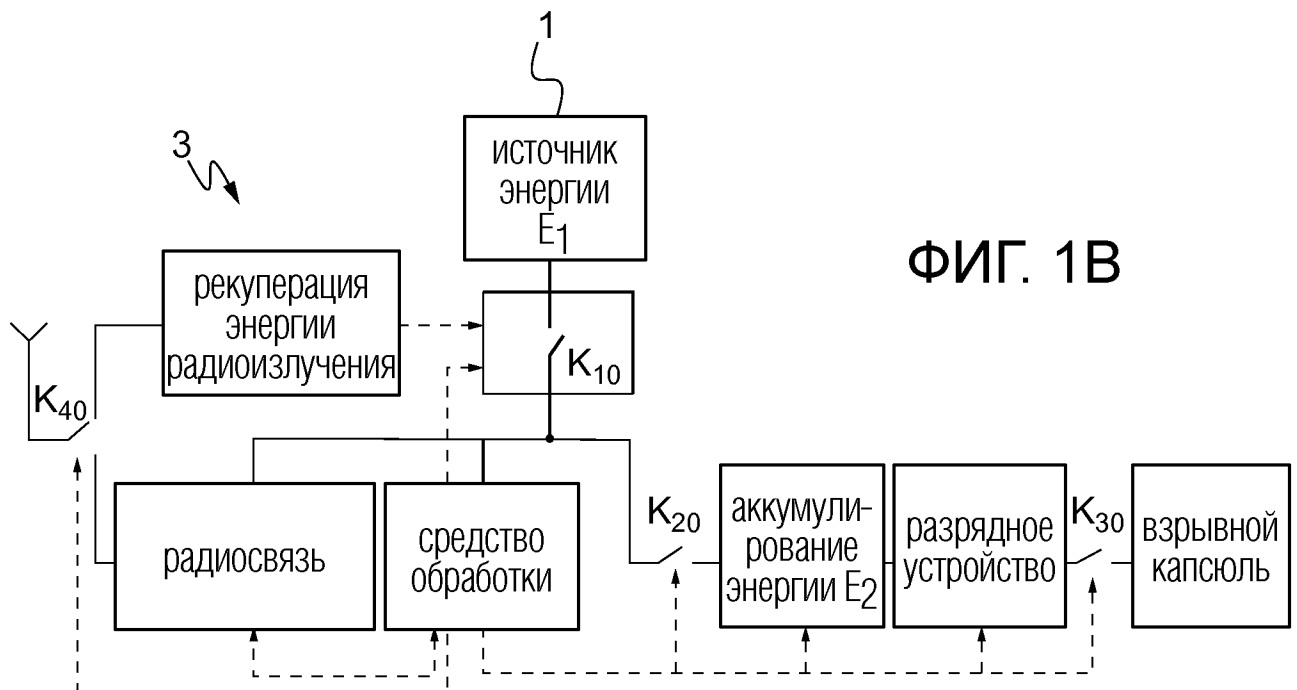 1
3
источник
энергии
E1
ФИГ. 1B
рекуперация
энергии
радиоизлучения
K10
K40
радиосвязь
средство
обработки
K20
аккумули-
рование
энергии E2
разрядное
устройство
K30
взрывной
капсюль